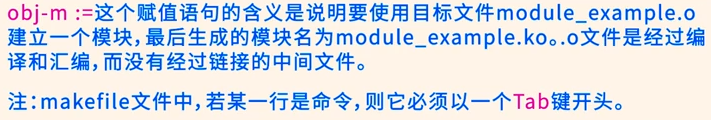 obj-m :=这个赋值语句的含义是说明要使用目标文件module_example.o
建立一个模块,最后生成的模块名为module_example.ko。.o文件是经过编
译和汇编,而没有经过链接的中间文件。
注:makefile文件中,若某一行是命令,则它必须以一个Tab键开头。